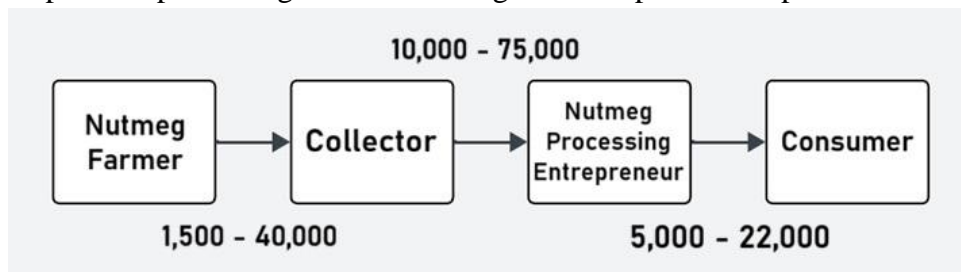 10,000 - 75,000
Nutmeg
Farmer
Collector
Nutmeg
Processing
Entrepreneur
Consumer
1,500 - 40,000
5,000 - 22,000